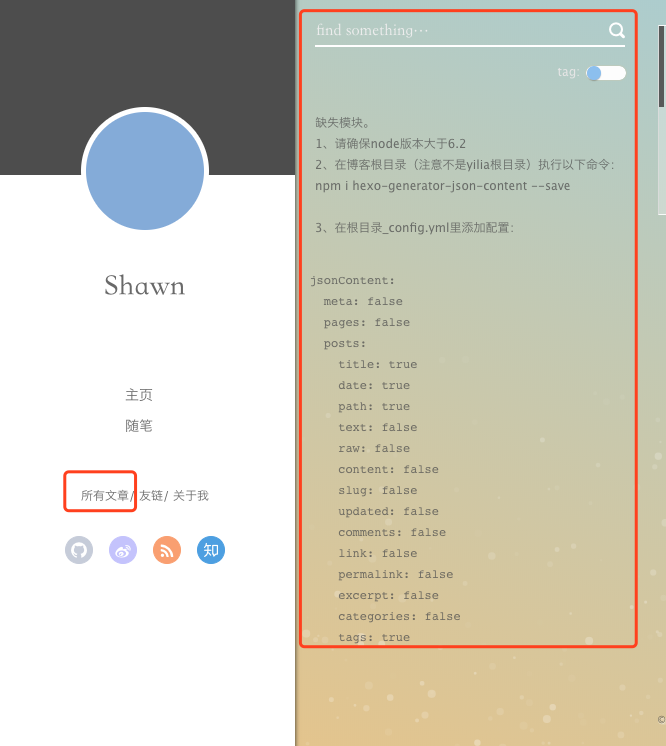 Shawn
主页
随笔
所有文章/ 友链/ 关于我
知
find something…
tag:
缺失模块。
1、请确保node版本大于6.2
2、在博客根目录（注意不是yilia根目录）执行以下命令：
npm i hexo-generator-json-content --save
3、在根目录_config.yml里添加配置：
jsonContent:
  meta: false
  pages: false
  posts:
    title: true
    date: true
    path: true
    text: false
    raw: false
    content: false
    slug: false
    updated: false
    comments: false
    link: false
    permalink: false
    excerpt: false
    categories: false
    tags: true
©